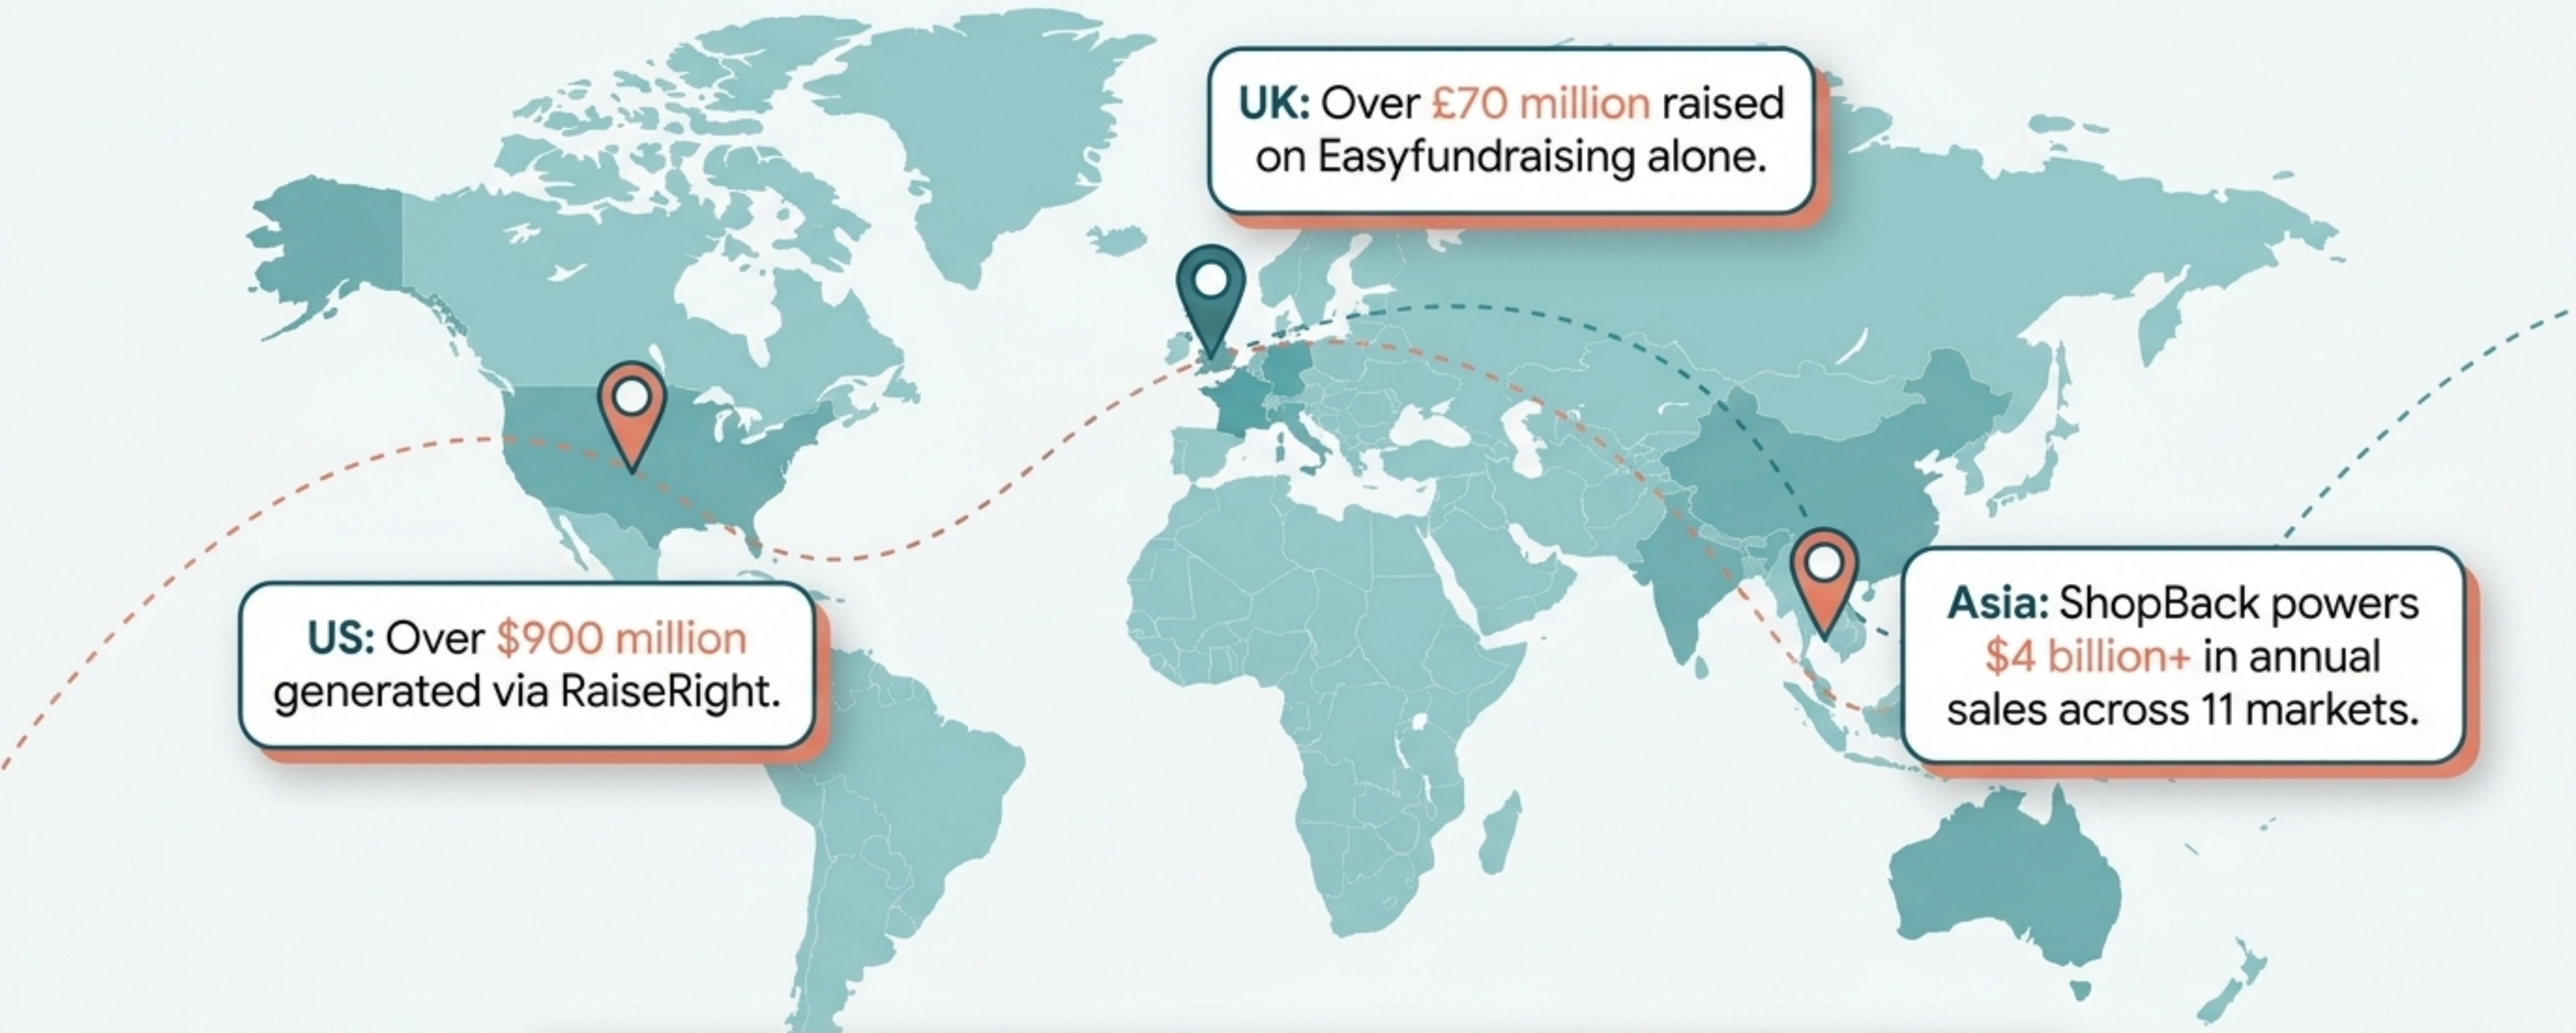 UK: Over £70 million raised
on Easyfundraising alone.
US: Over $900 million
generated via RaiseRight.
Asia: ShopBack powers
$4 billion+ in annual
sales across 11 markets.